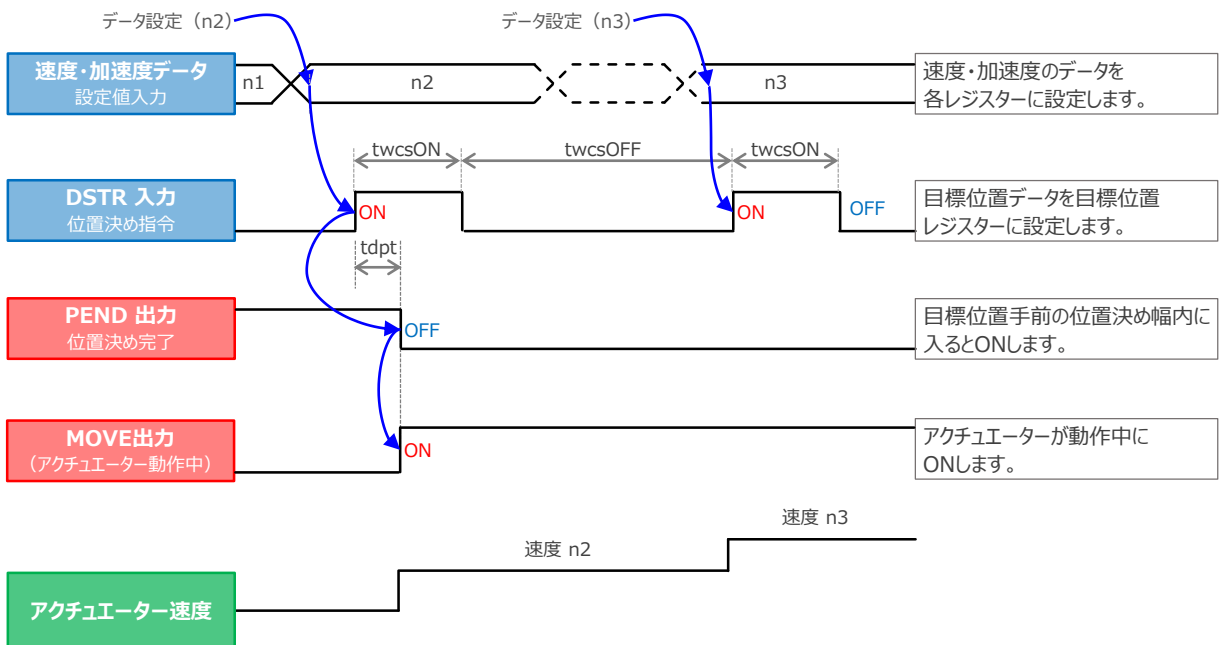 データ設定（n2）
データ設定（n3）
速度・加速度データ
設定値入力
n1
n2
n3
速度・加速度のデータを
各レジスターに設定します。
twcsON
twcsOFF
twcsON
DSTR 入力
位置決め指令
ON
ON
OFF
目標位置データを目標位置
レジスターに設定します。
tdpt
PEND 出力
位置決め完了
OFF
目標位置手前の位置決め幅内に
入るとONします。
MOVE出力
（アクチュエーター動作中）
ON
アクチュエーターが動作中に
ONします。
速度 n3
速度 n2
アクチュエーター速度